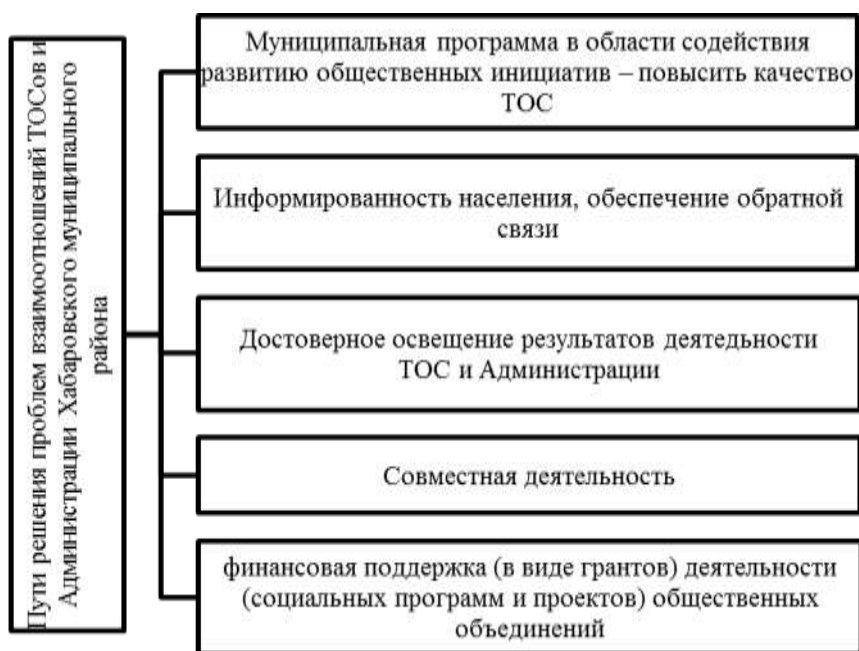 Пути решения проблем взаимоотношений ТОСов и
Администрации Хабаровского муниципального
района
Муниципальная программа в области содействия
развитию общественных инициатив – повысить качество
ТОС
Информированность населения, обеспечение обратной
связи
Достоверное освещение результатов деятедьности
ТОС и Администрации
Совместная деятельность
финансовая поддержка (в виде грантов) деятельности
(социальных программ и проектов) общественных
объединений